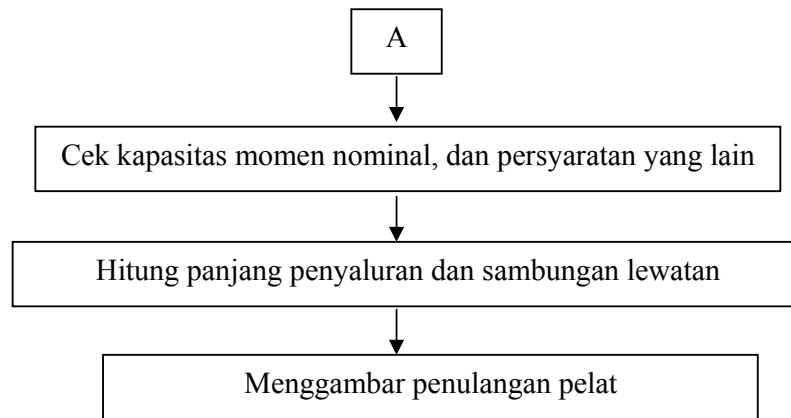 A
Cek kapasitas momen nominal, dan persyaratan yang lain
Hitung panjang penyaluran dan sambungan lewatan
Menggambar penulangan pelat